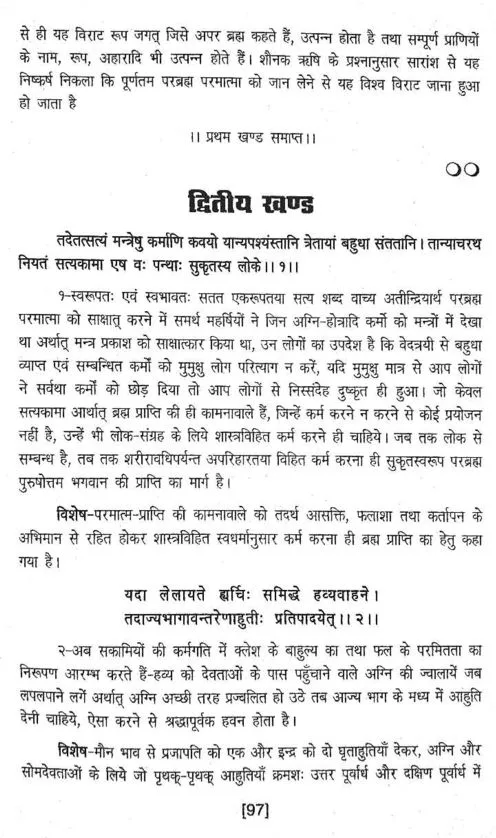 से ही यह विराट रूप जगत् जिसे अपर ब्रह्म कहते हैं, उत्पन्न होता है तथा सम्पूर्ण प्राणियों
के नाम, रूप, अहारादि भी उत्पन्न होते हैं। शौनक ऋषि के प्रश्नानुसार सारांश से यह
निष्कर्ष निकला कि पूर्णतम परब्रह्म परमात्मा को जान लेने से यह विश्व विराट जाना हुआ
हो जाता है
।। प्रथम खण्ड समाप्त।।
द्वितीय खण्ड
तदेतत्सत्यं मन्त्रेषु कर्माणि कवयो यान्यपश्यंस्तानि त्रेतायां बहुधा संततानि। तान्याचरथ
नियतं सत्यकामा एष वः पन्थाः सुकृतस्य लोके।।१।।
१-स्वरूपतः एवं स्वभावतः सतत एकरूपतया सत्य शब्द वाच्य अतीन्द्रियार्थ परब्रह्म
परमात्मा को साक्षात् करने में समर्थ महर्षियों ने जिन अग्नि-होत्रादि कर्मो को मन्त्रों में देखा
था अर्थात् मन्त्र प्रकाश को साक्षात्कार किया था, उन लोगों का उपदेश है कि वेदत्रयी से बहुधा
व्याप्त एवं सम्बन्धित कर्मों को मुमुक्षु लोग परित्याग न करें, यदि मुमुक्षु मात्र से आप लोगों
ने सर्वथा कर्मों को छोड़ दिया तो आप लोगों से निस्संदेह दुष्कृत ही हुआ। जो केवल
सत्यकामा आर्थात् ब्रह्म प्राप्ति की ही कामनावाले हैं, जिन्हें कर्म करने न करने से कोई प्रयोजन
नहीं है, उन्हें भी लोक-संग्रह के लिये शास्त्रविहित कर्म करने ही चाहिये। जब तक लोक से
सम्बन्ध है, तब तक शरीरावधिपर्यन्त अपरिहारतया विहित कर्म करना ही सुकृतस्वरूप परब्रह्म
पुरुषोत्तम भगवान की प्राप्ति का मार्ग है।
विशेष-परमात्म-प्राप्ति की कामनावाले को तदर्थ आसक्ति, फलाशा तथा कर्तापन के
अभिमान से रहित होकर शास्त्रविहित स्वधर्मानुसार कर्म करना ही ब्रह्म प्राप्ति का हेतु कहा
गया है।
यदा लेलायते ह्यर्चिः समिद्धे हव्यवाहने।
तदाज्यभागावन्तरेणाहुतीः प्रतिपादयेत्।।२।।
२-अब सकामियों की कर्मगति में क्लेश के बाहुल्य का तथा फल के परमितता का
निरूपण आरम्भ करते हैं-हव्य को देवताओं के पास पहुँचाने वाले अग्नि की ज्वालायें जब
लपलपाने लगें अर्थात् अग्नि अच्छी तरह प्रज्वलित हो उठे तब आज्य भाग के मध्य में आहुति
देनी चाहिये, ऐसा करने से श्रद्धापूर्वक हवन होता है।
विशेष-मौन भाव से प्रजापति को एक और इन्द्र को दो घृताहुतियाँ देकर, अग्नि और
सोमदेवताओं के लिये जो पृथक्-पृथक् आहुतियाँ क्रमशः उत्तर पूर्वार्ध और दक्षिण पूर्वार्ध में
[97]